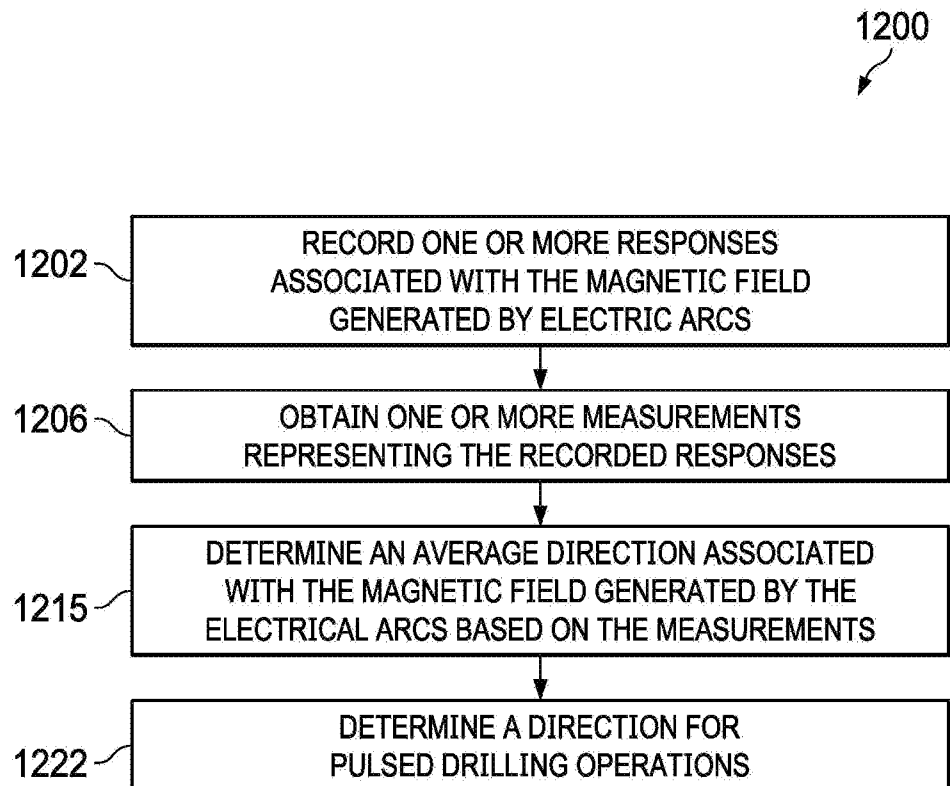 1200
1202
RECORD ONE OR MORE RESPONSES
ASSOCIATED WITH THE MAGNETIC FIELD
GENERATED BY ELECTRIC ARCS
1206
OBTAIN ONE OR MORE MEASUREMENTS
REPRESENTING THE RECORDED RESPONSES
1215
DETERMINE AN AVERAGE DIRECTION ASSOCIATED
WITH THE MAGNETIC FIELD GENERATED BY THE
ELECTRICAL ARCS BASED ON THE MEASUREMENTS
1222
DETERMINE A DIRECTION FOR
PULSED DRILLING OPERATIONS